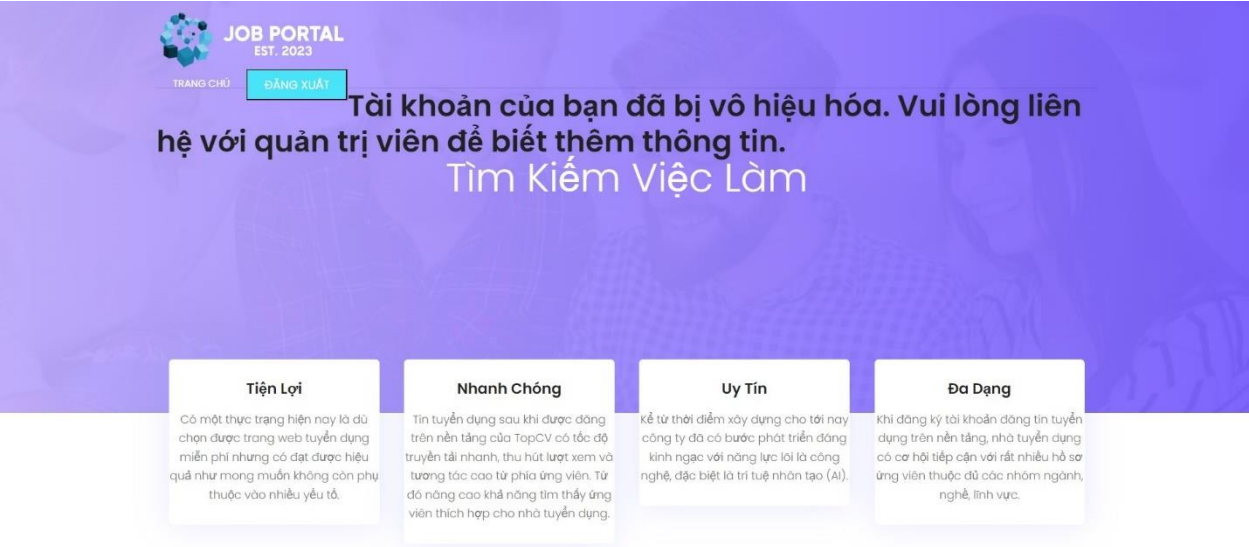 JOB PORTAL
EST. 2023
TRANG CHỦ
ĐĂNG XUẤT
Tài khoản của bạn đã bị vô hiệu hóa. Vui lòng liên
hệ với quản trị viên để biết thêm thông tin.
Tìm Kiếm Việc Làm
Tiện Lợi
Có một thực trạng hiện nay là dù
chọn được trang web tuyển dụng
miễn phí nhưng có đạt được hiệu
quả như mong muốn không còn phụ
thuộc vào nhiều yếu tố.
Nhanh Chóng
Tin tuyển dụng sau khi được đăng
trên nền tảng của TopCV có tốc độ
truyền tải nhanh, thu hút lượt xem và
tương tác cao từ phía ứng viên. Từ
đó nâng cao khả năng tìm thấy ứng
viên thích hợp cho nhà tuyển dụng.
Uy Tín
Kể từ thời điểm xây dựng cho tới nay
công ty đã có bước phát triển đáng
kinh ngạc với năng lực lõi là công
nghệ, đặc biệt là trí tuệ nhân tạo (AI).
Đa Dạng
Khi đăng ký tài khoản đăng tin tuyển
dụng trên nền tảng, nhà tuyển dụng
có cơ hội tiếp cận với rất nhiều hồ sơ
ứng viên thuộc đủ các nhóm ngành,
nghề, lĩnh vực.